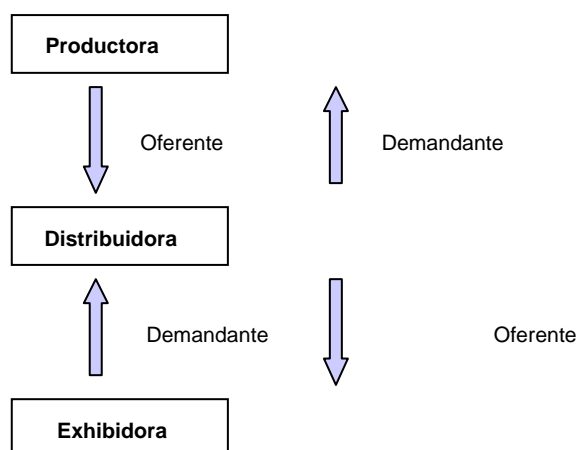 Productora
Oferente Demandante
Distribuidora
Demandante Oferente
Exhibidora